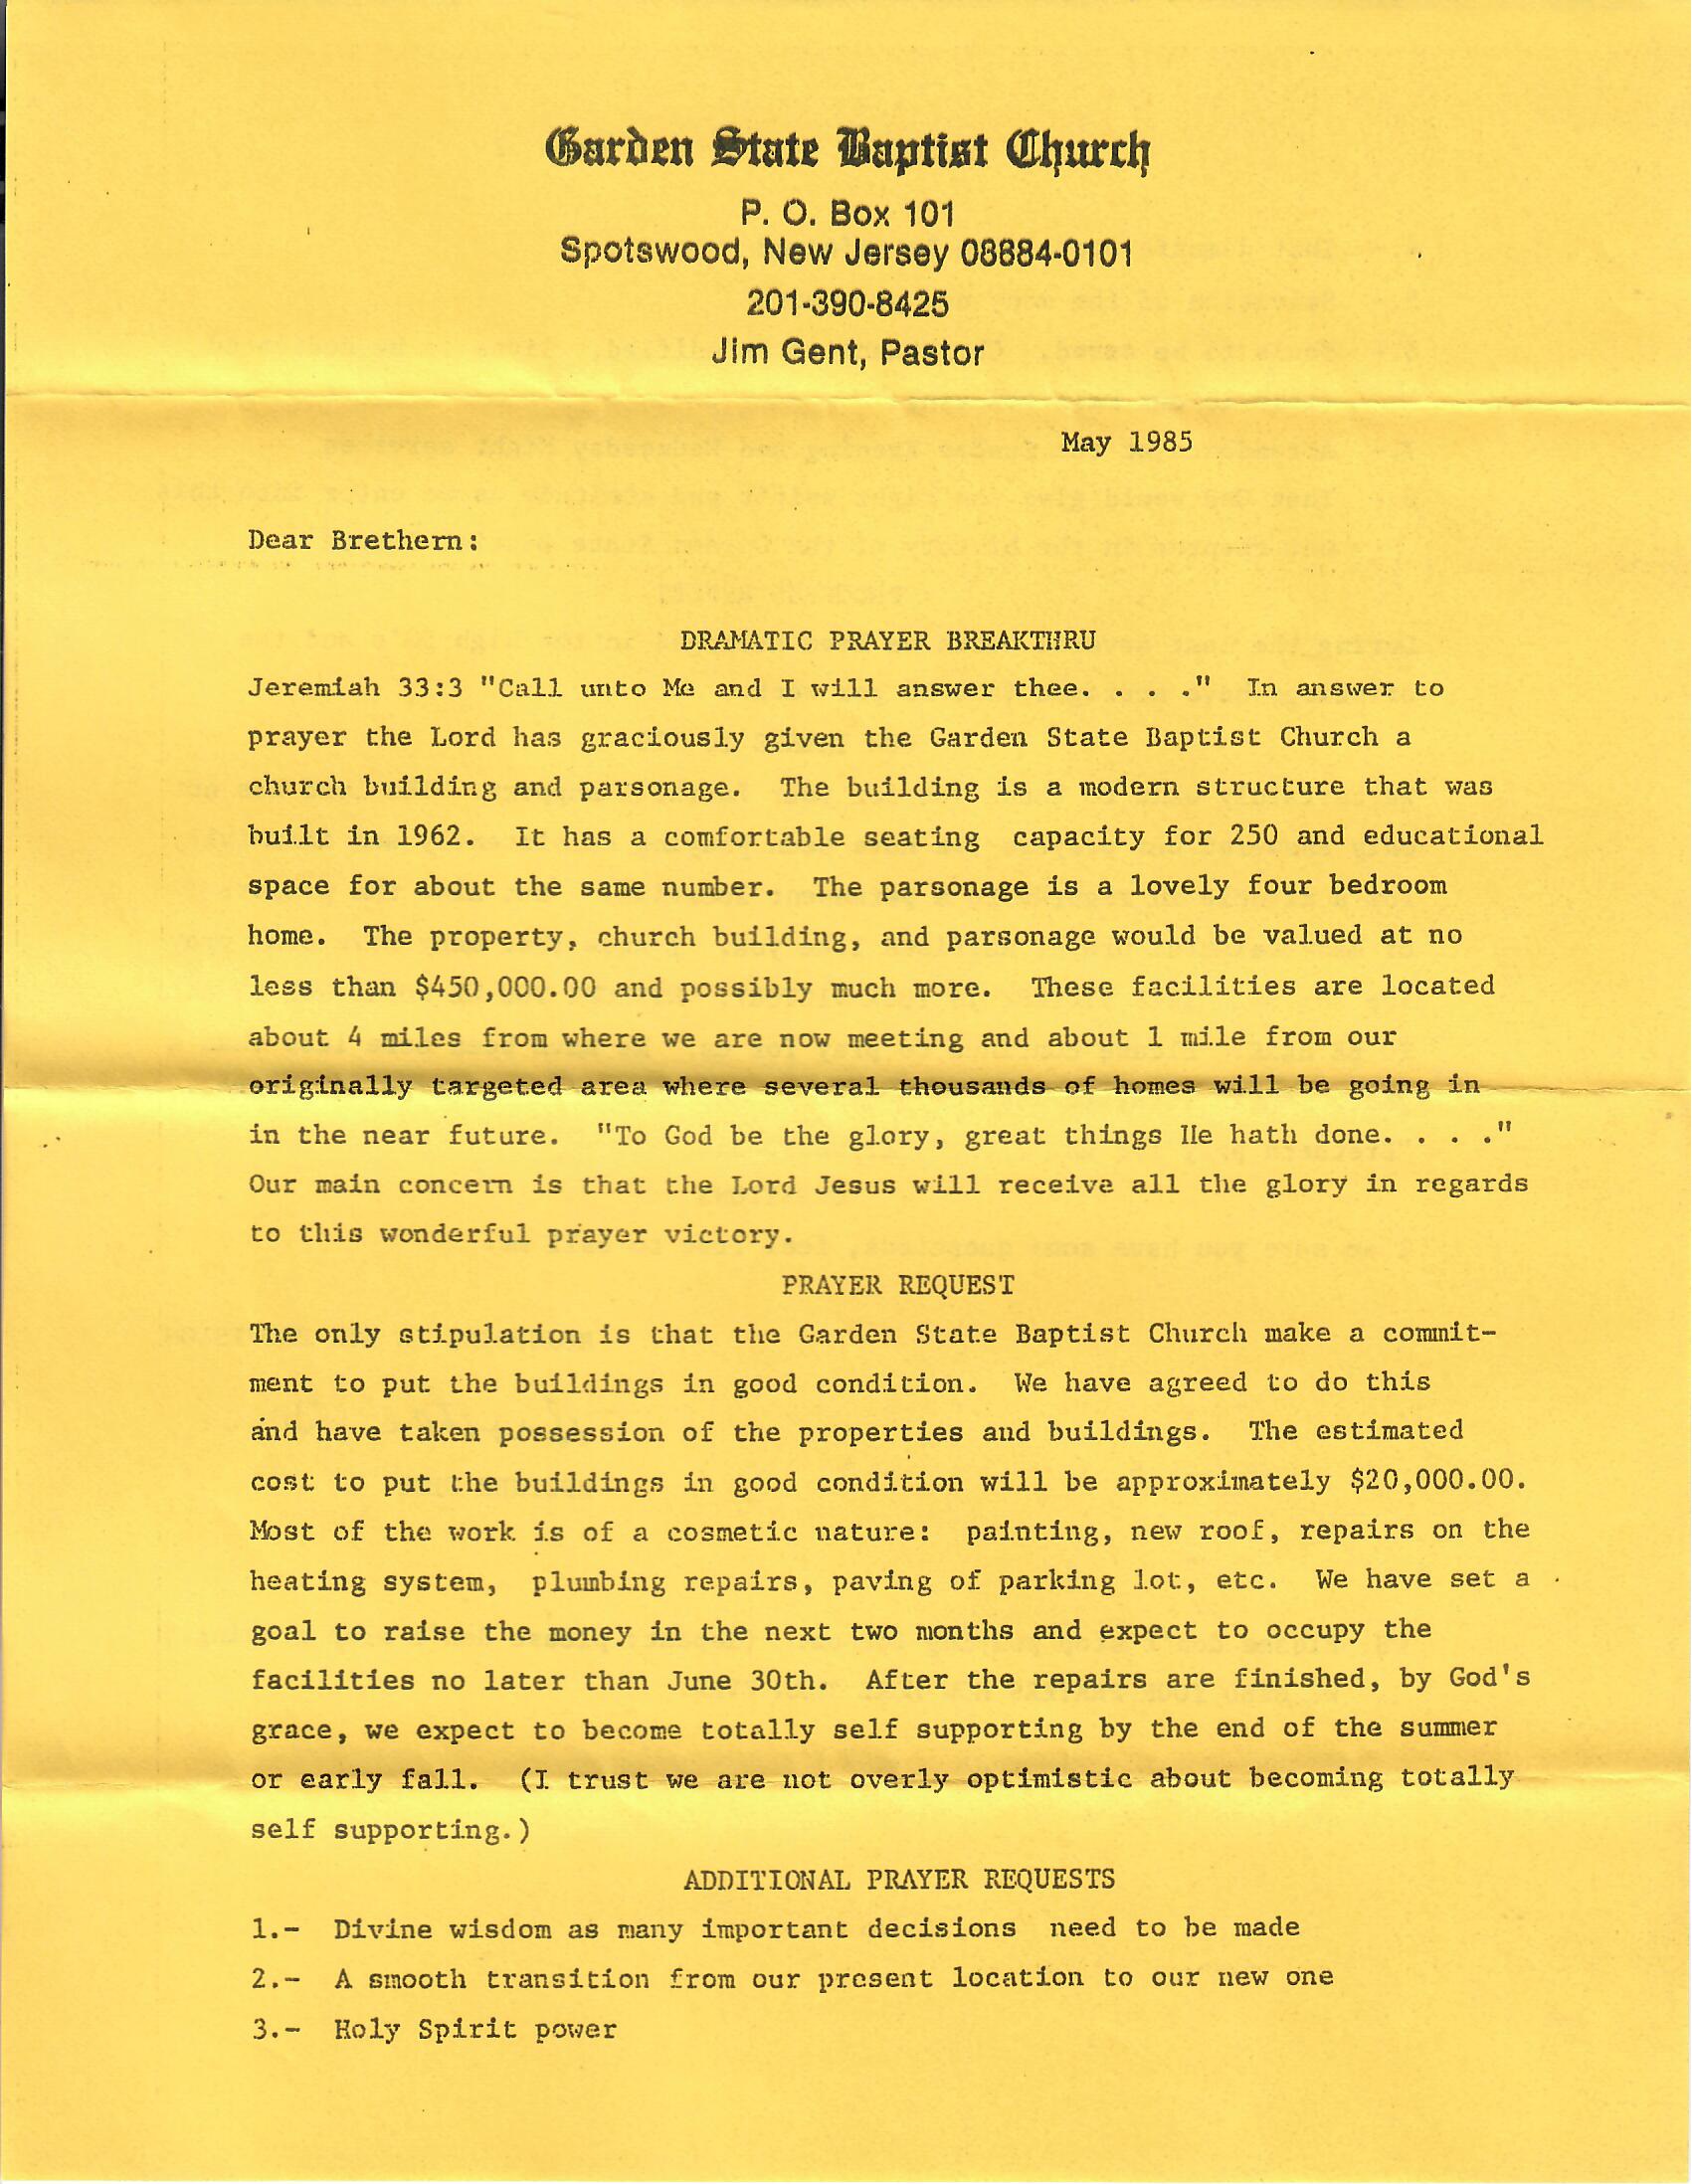 Garden State Baptist Church
P. O. Box 101
Spotswood, New Jersey 08884-0101
201-390-8425
Jim Gent, Pastor
May 1985
Dear Brethern:
DRAMATIC PRAYER BREAKTHRU
Jeremiah 33:3 "Call unto Me and I will answer thee. . . ." In answer to
prayer the Lord has graciously given the Garden State Baptist Church a
church building and parsonage. The building is a modern structure that was
built in 1962. It has a comfortable seating capacity for 250 and educational
space for about the same number. The parsonage is a lovely four bedroom
home. The property, church building, and parsonage would be valued at no
less than $450,000.00 and possibly much more. These facilities are located
about 4 miles from where we are now meeting and about 1 mile from our
originally targeted area where several thousands of homes will be going in
in the near future. "To God be the glory, great things He hath done. . . ."
Our main concern is that the Lord Jesus will receive all the glory in regards
to this wonderful prayer victory.
PRAYER REQUEST
The only stipulation is that the Garden State Baptist Church make a commit-
ment to put the buildings in good condition. We have agreed to do this
and have taken possession of the properties and buildings. The estimated
cost to put the buildings in good condition will be approximately $20,000.00.
Most of the work is of a cosmetic nature: painting, new roof, repairs on the
heating system, plumbing repairs, paving of parking lot, etc. We have set a
goal to raise the money in the next two months and expect to occupy the
facilities no later than June 30th. After the repairs are finished, by God's
grace, we expect to become totally self supporting by the end of the summer
or early fall. (I trust we are not overly optimistic about becoming totally
self supporting.)
ADDITIONAL PRAYER REQUESTS
1.- Divine wisdom as many important decisions need to be made
2.- A smooth transition from our present location to our new one
3.- Holy Spirit power